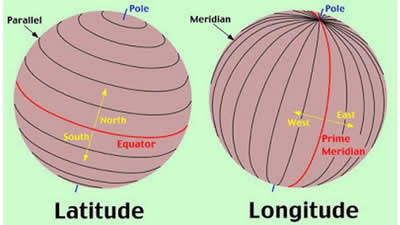 Parallel
Pole
North
South
Equator
Latitude
Meridian
Pole
West
East
Prime
Meridian
Longitude